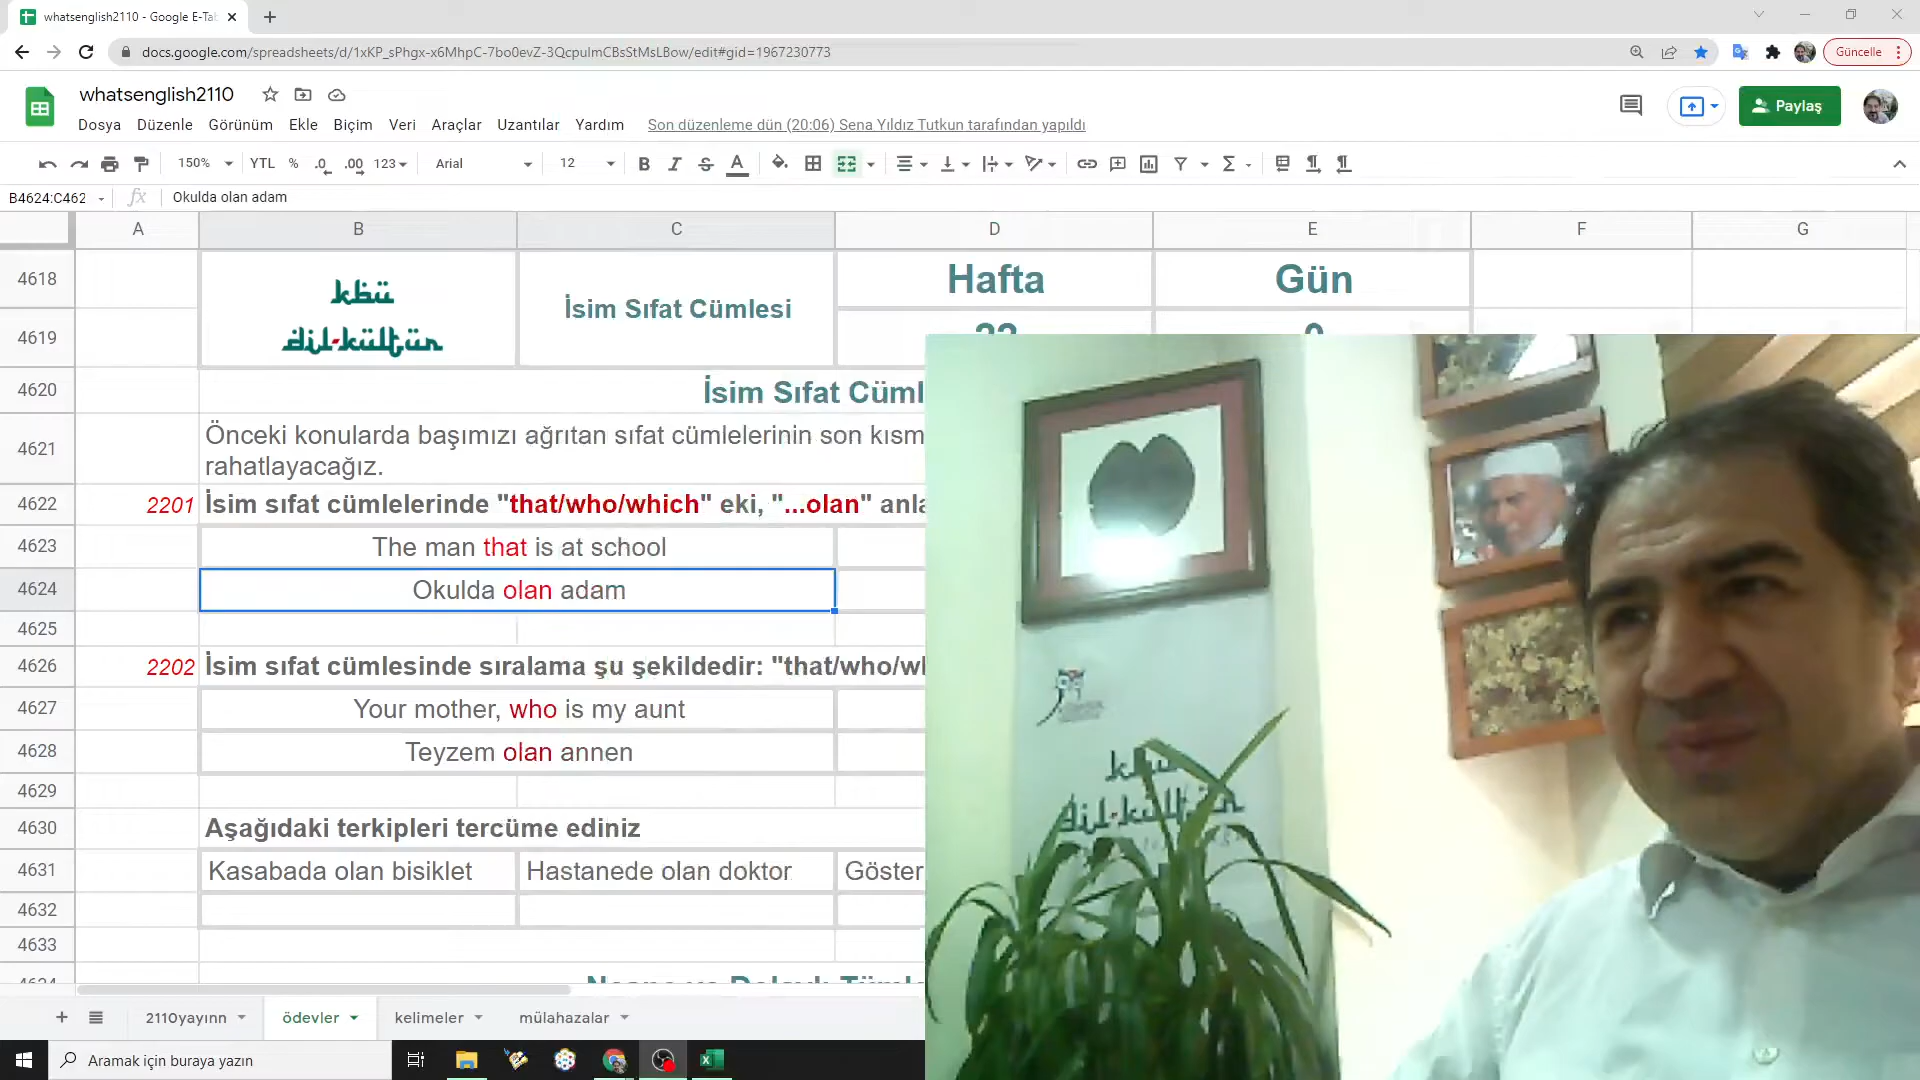 whatsenglish2110 - Google E-Tab
docs.google.com/spreadsheets/d/1xKP_sPhgx-x6MhpC-7bo0evZ-3QcpuImCBsStMsLBow/edit#gid=1967230773
Güncelle
whatsenglish2110
Paylaş
Dosya Düzenle Görünüm Ekle Biçim Veri Araçlar Uzantılar Yardım Son düzenleme dün (20:06) Sena Yıldız Tutkun tarafından yapıldı
150% YTL % .0 .00 123 Arial 12 B I S A
B4624:C462 fx Okulda olan adam
A B C D E F G
4618 Hafta Gün
kbü
dil-kültür
İsim Sıfat Cümlesi
4619
4620 İsim Sıfat Cüml
4621 Önceki konularda başımızı ağrıtan sıfat cümlelerinin son kısm
rahatlayacağız.
4622 2201 İsim sıfat cümlelerinde "that/who/which" eki, "...olan" anla
4623 The man that is at school
4624 Okulda olan adam
4625
4626 2202 İsim sıfat cümlesinde sıralama şu şekildedir: "that/who/wh
4627 Your mother, who is my aunt
4628 Teyzem olan annen
4629
4630 Aşağıdaki terkipleri tercüme ediniz
4631 Kasabada olan bisiklet Hastanede olan doktor Göster
4632
4633
kbü
dil-kültür
2110yayınn ödevler kelimeler mülahazalar
Aramak için buraya yazın